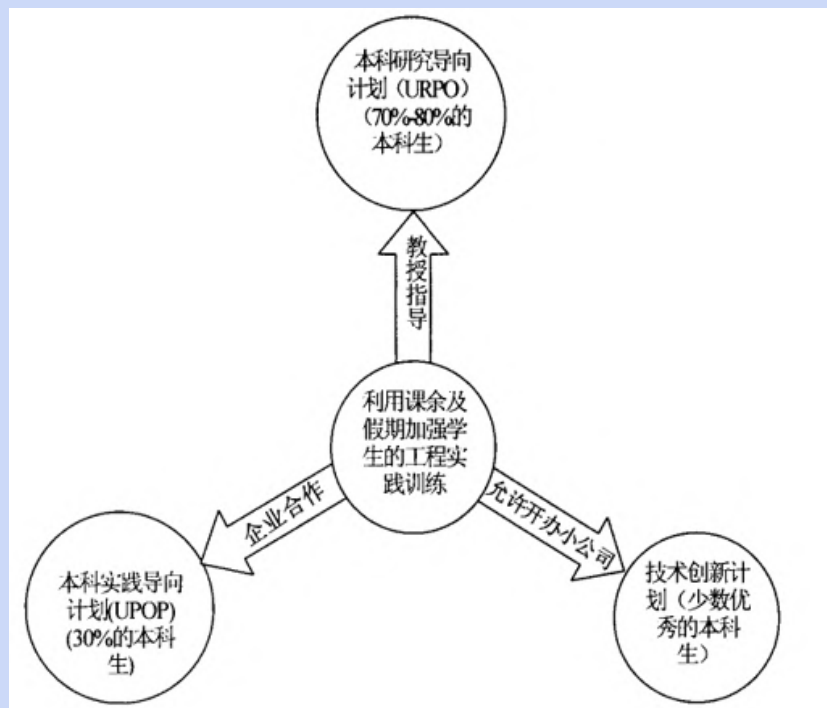 本科研究导向
计划（URPO）
（70%-80%的
本科生）
教授指导
利用课余及
假期加强学
生的工程实
践训练
企业合作
允许开办小公司
本科实践导向
计划(UPOP)
(30%的本科
生)
技术创新计
划（少数优
秀的本科
生）